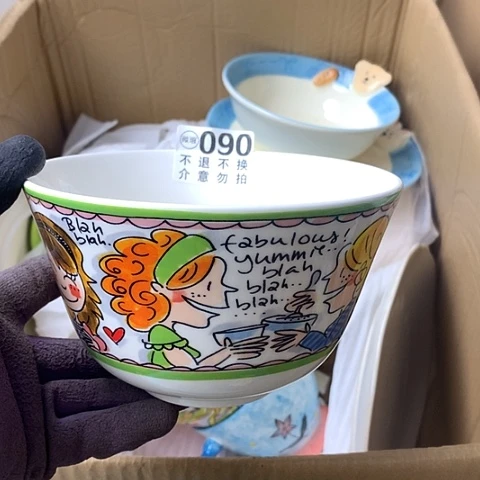 090
不退不换
介意勿拍
Blah
blah..
fabulous!
yummie..
blah
blah..
blah...